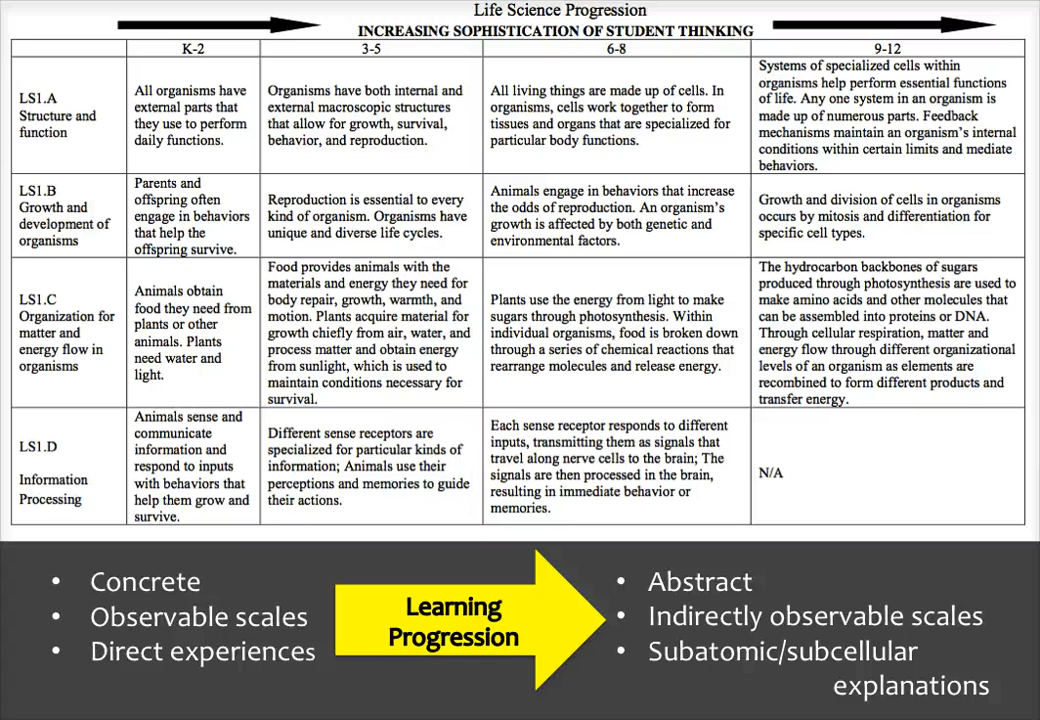 Life Science Progression
INCREASING SOPHISTICATION OF STUDENT THINKING
K-2
3-5
6-8
9-12
LS1.A
Structure and
function
All organisms have
external parts that
they use to perform
daily functions.
Organisms have both internal and
external macroscopic structures
that allow for growth, survival,
behavior, and reproduction.
All living things are made up of cells. In
organisms, cells work together to form
tissues and organs that are specialized for
particular body functions.
Systems of specialized cells within
organisms help perform essential functions
of life. Any one system in an organism is
made up of numerous parts. Feedback
mechanisms maintain an organism's internal
conditions within certain limits and mediate
behaviors.
LS1.B
Growth and
development of
organisms
Parents and
offspring often
engage in behaviors
that help the
offspring survive.
Reproduction is essential to every
kind of organism. Organisms have
unique and diverse life cycles.
Animals engage in behaviors that increase
the odds of reproduction. An organism's
growth is affected by both genetic and
environmental factors.
Growth and division of cells in organisms
occurs by mitosis and differentiation for
specific cell types.
LS1.C
Organization for
matter and
energy flow in
organisms
Animals obtain
food they need from
plants or other
animals. Plants
need water and
light.
Food provides animals with the
materials and energy they need for
body repair, growth, warmth, and
motion. Plants acquire material for
growth chiefly from air, water, and
process matter and obtain energy
from sunlight, which is used to
maintain conditions necessary for
survival.
Plants use the energy from light to make
sugars through photosynthesis. Within
individual organisms, food is broken down
through a series of chemical reactions that
rearrange molecules and release energy.
The hydrocarbon backbones of sugars
produced through photosynthesis are used to
make amino acids and other molecules that
can be assembled into proteins or DNA.
Through cellular respiration, matter and
energy flow through different organizational
levels of an organism as elements are
recombined to form different products and
transfer energy.
LS1.D
Information
Processing
Animals sense and
communicate
information and
respond to inputs
with behaviors that
help them grow and
survive.
Different sense receptors are
specialized for particular kinds of
information; Animals use their
perceptions and memories to guide
their actions.
Each sense receptor responds to different
inputs, transmitting them as signals that
travel along nerve cells to the brain; The
signals are then processed in the brain,
resulting in immediate behavior or
memories.
N/A
• Concrete
• Observable scales
• Direct experiences
Learning
Progression
• Abstract
• Indirectly observable scales
• Subatomic/subcellular
explanations